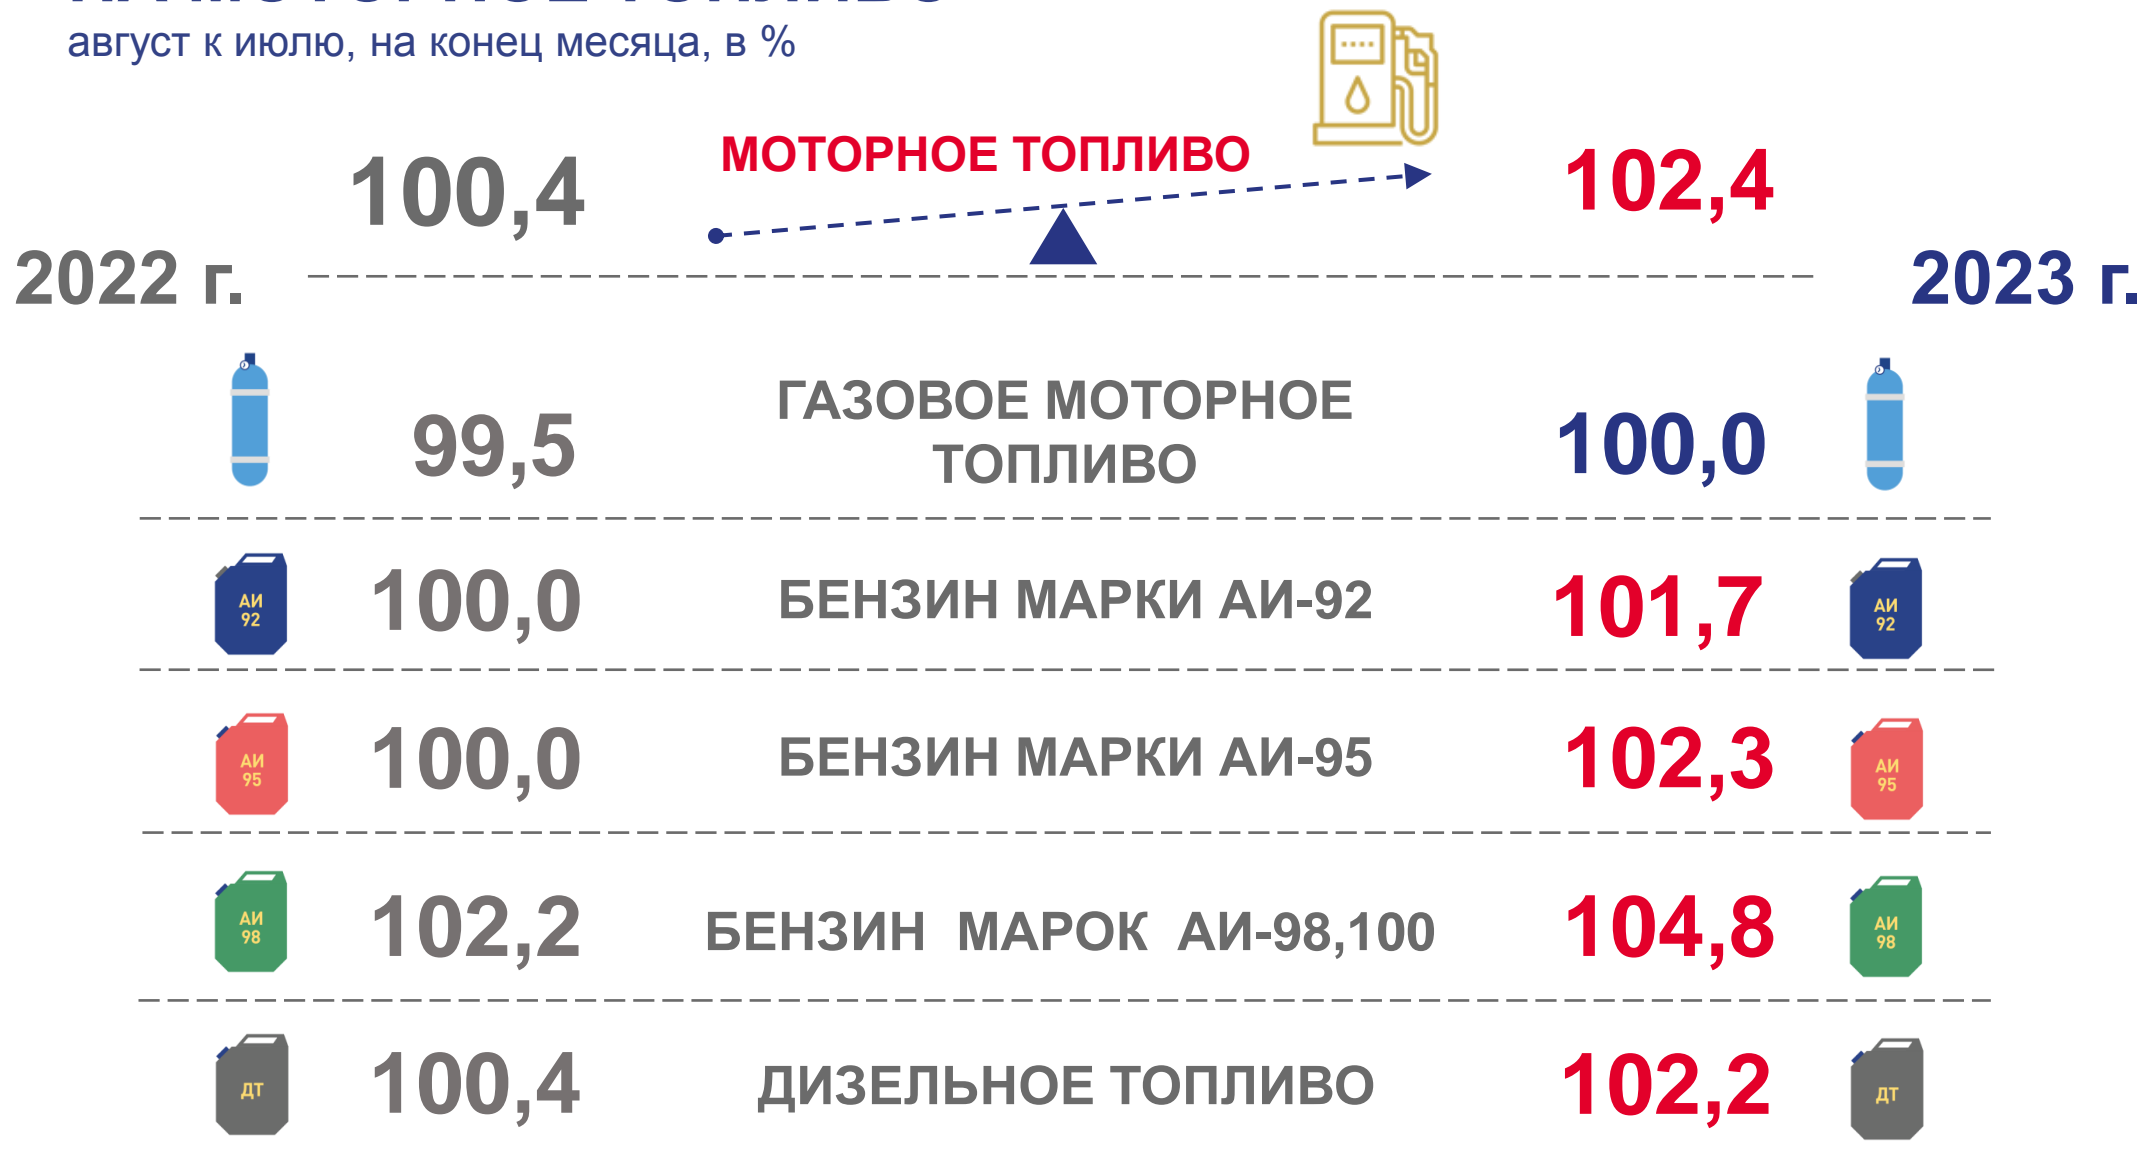 август к июлю, на конец месяца, в %
МОТОРНОЕ ТОПЛИВО
100,4
102,4
2022 г.
2023 г.
99,5
ГАЗОВОЕ МОТОРНОЕ
ТОПЛИВО
100,0
АИ
92
100,0
БЕНЗИН МАРКИ АИ-92
101,7
АИ
92
АИ
95
100,0
БЕНЗИН МАРКИ АИ-95
102,3
АИ
95
АИ
98
102,2
БЕНЗИН МАРОК АИ-98,100
104,8
АИ
98
ДТ
100,4
ДИЗЕЛЬНОЕ ТОПЛИВО
102,2
ДТ